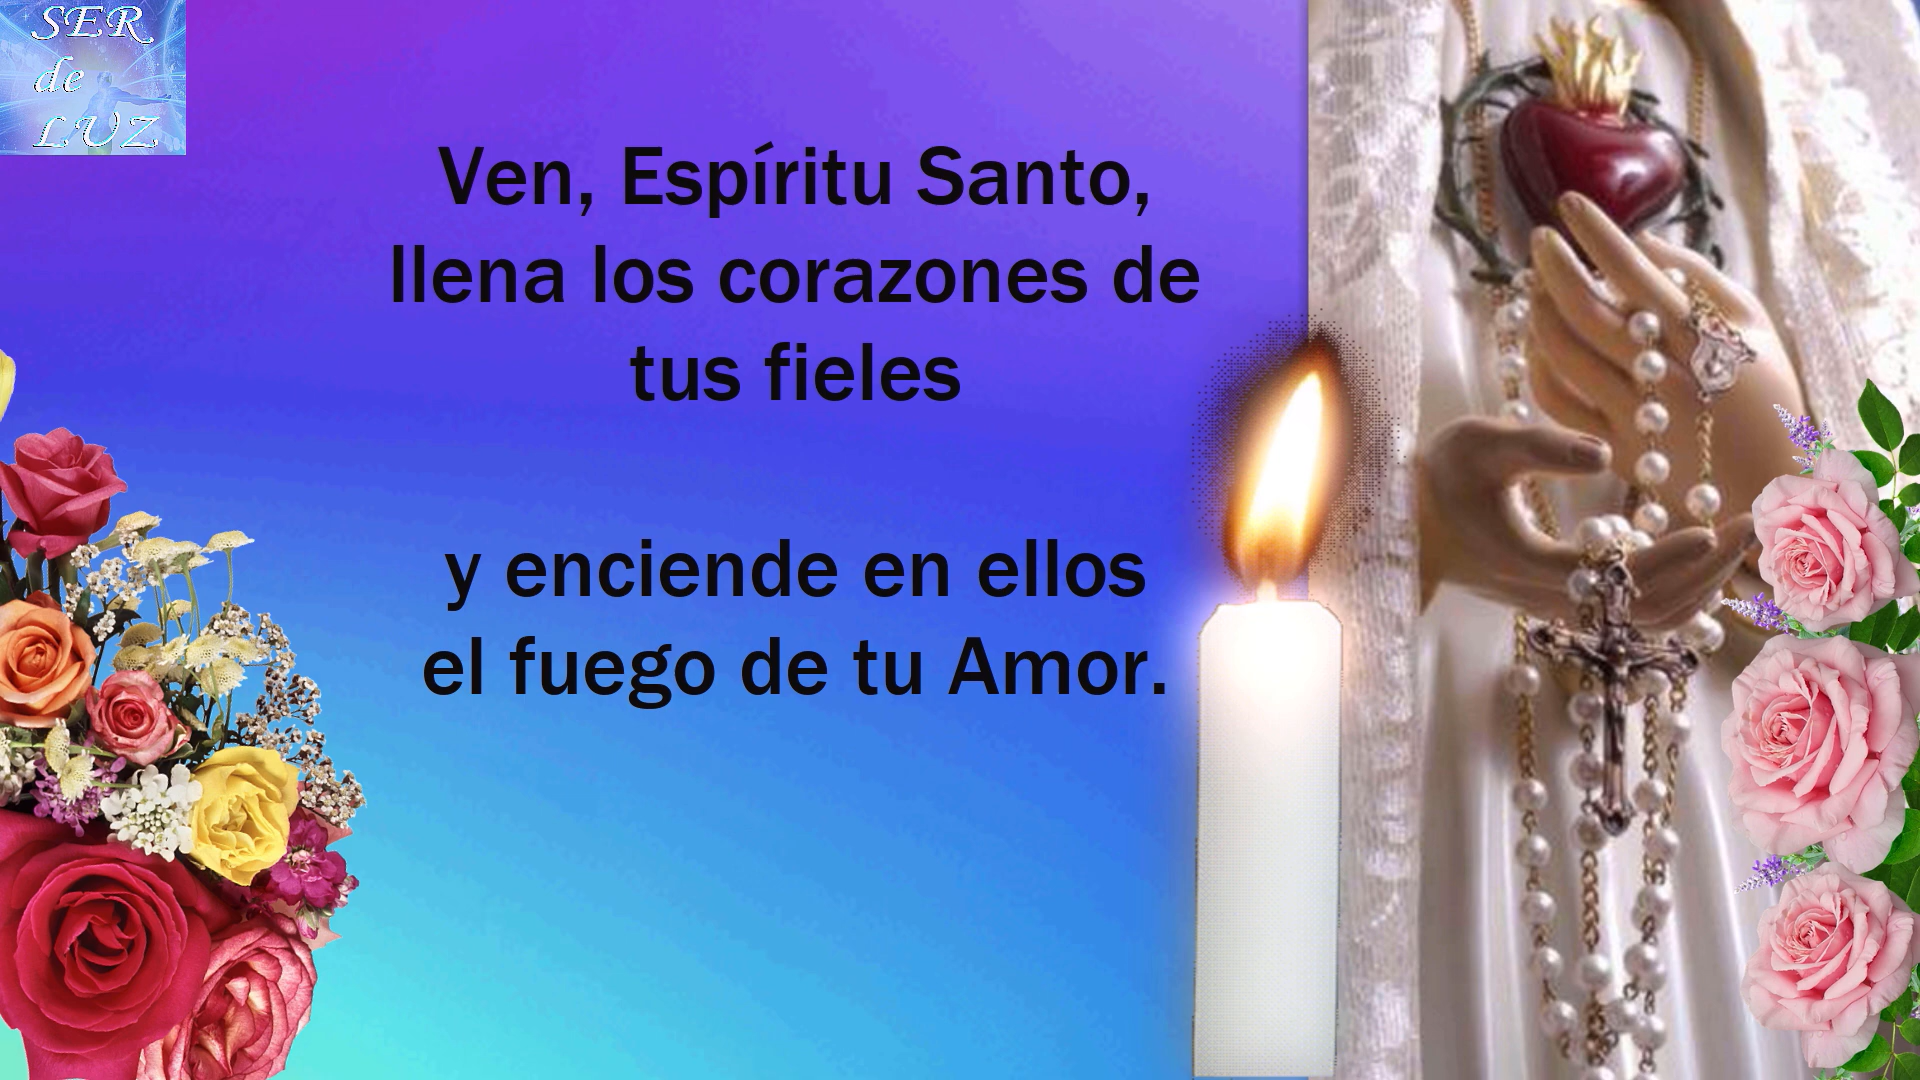 SER
de
LUZ
Ven, Espíritu Santo,
llena los corazones de
tus fieles
y enciende en ellos
el fuego de tu Amor.